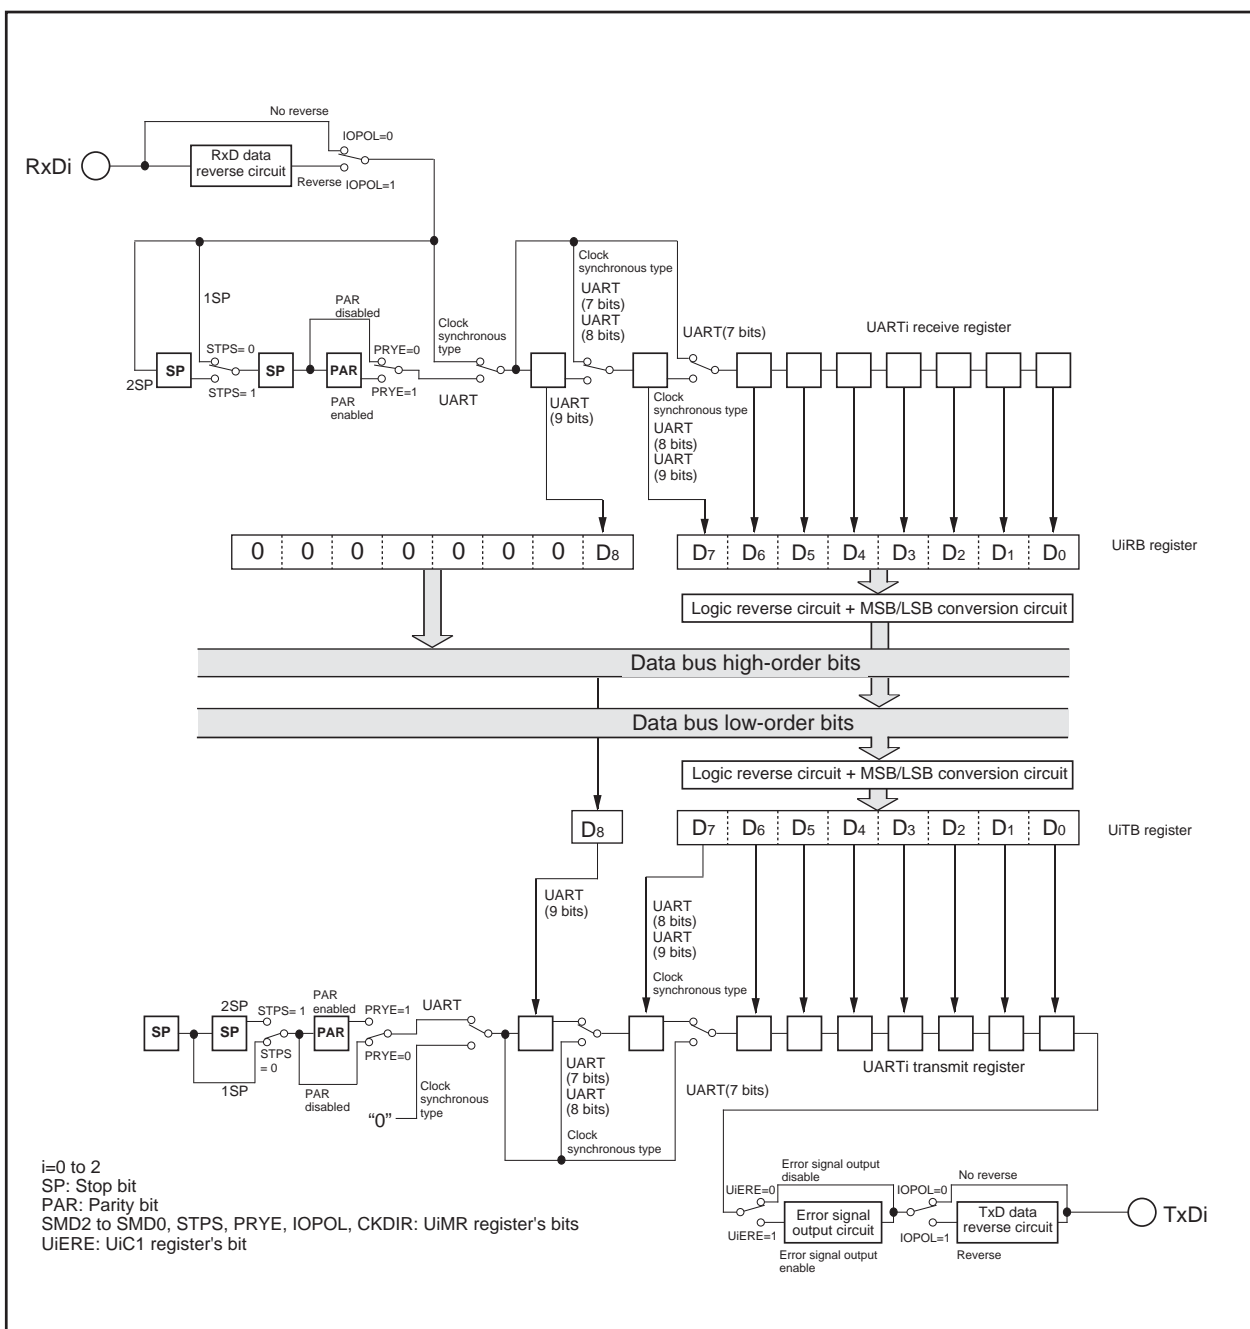 No reverse
IOPOL=0
RxDi
RxD data
reverse circuit
Reverse
IOPOL=1
Clock
synchronous type
UART
(7 bits)
UART
(8 bits)
1SP
PAR
disabled
Clock
synchronous
type
UART(7 bits)
UARTi receive register
STPS= 0
PRYE=0
SP
SP
PAR
2SP
STPS= 1
PAR
enabled
PRYE=1
UART
UART
(9 bits)
Clock
synchronous type
UART
(8 bits)
UART
(9 bits)
0 0 0 0 0 0 0 D8
D7 D6 D5 D4 D3 D2 D1 D0
UiRB register
Logic reverse circuit + MSB/LSB conversion circuit
Data bus high-order bits
Data bus low-order bits
Logic reverse circuit + MSB/LSB conversion circuit
D8
D7 D6 D5 D4 D3 D2 D1 D0
UiTB register
UART
(9 bits)
UART
(8 bits)
UART
(9 bits)
Clock
synchronous type
2SP
STPS= 1
PAR
enabled
PRYE=1
UART
SP
SP
PAR
STPS
= 0
PRYE=0
1SP
PAR
disabled
"0"
Clock
synchronous
type
UART
(7 bits)
UART
(8 bits)
Clock
synchronous type
UART(7 bits)
UARTi transmit register
i=0 to 2
SP: Stop bit
PAR: Parity bit
SMD2 to SMD0, STPS, PRYE, IOPOL, CKDIR: UiMR register's bits
UiERE: UiC1 register's bit
Error signal output
disable
UiERE=0
IOPOL=0
No reverse
Error signal
output circuit
TxD data
reverse circuit
TxDi
UiERE=1
IOPOL=1
Error signal output
enable
Reverse